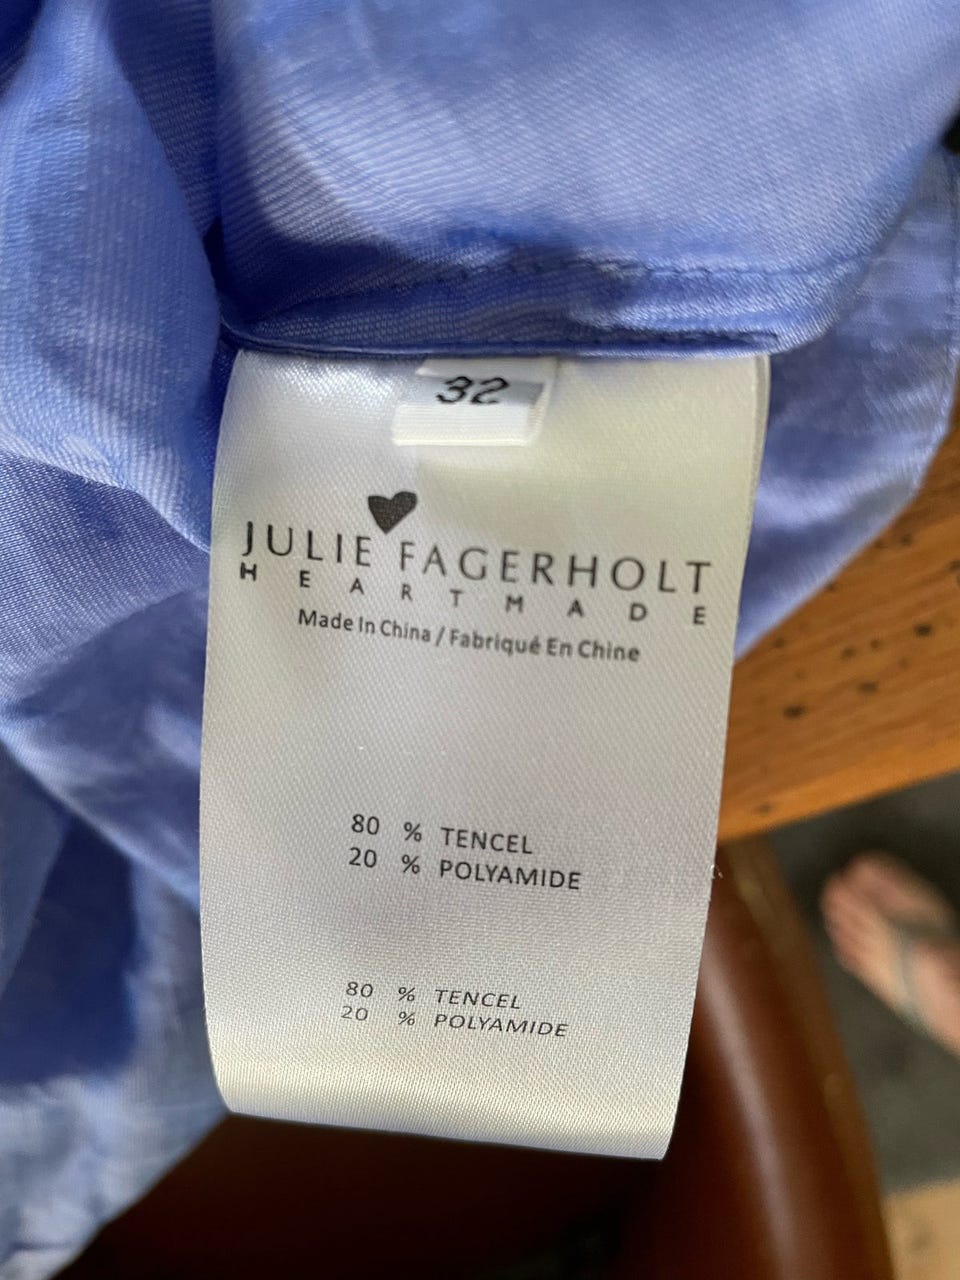 32
JULIE FAGERHOLT
HEARTMADE
Made In China / Fabriqué En Chine
80 % TENCEL
20 % POLYAMIDE
80 % TENCEL
20 % POLYAMIDE